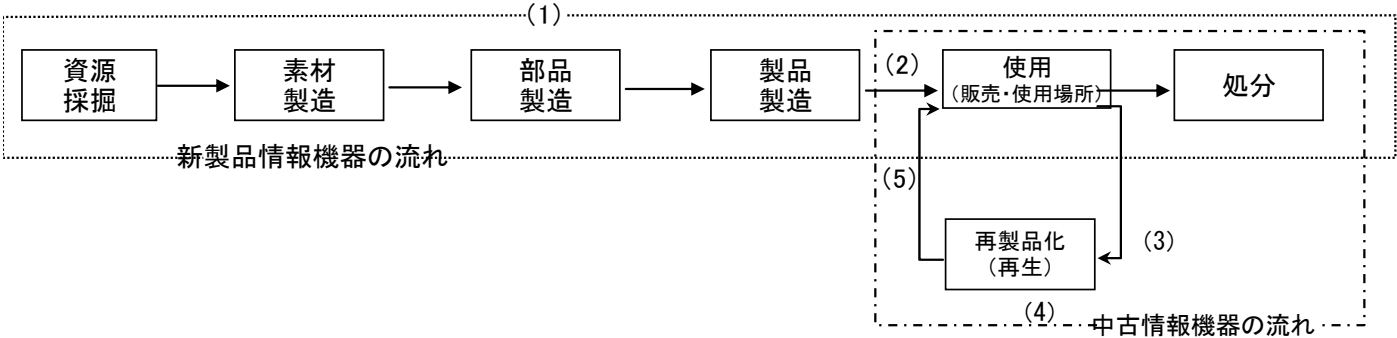 (1)
資源
採掘
素材
製造
部品
製造
製品
製造
(2)
使用
(販売・使用場所)
処分
新製品情報機器の流れ
(5)
再製品化
(再生)
(3)
(4)
中古情報機器の流れ